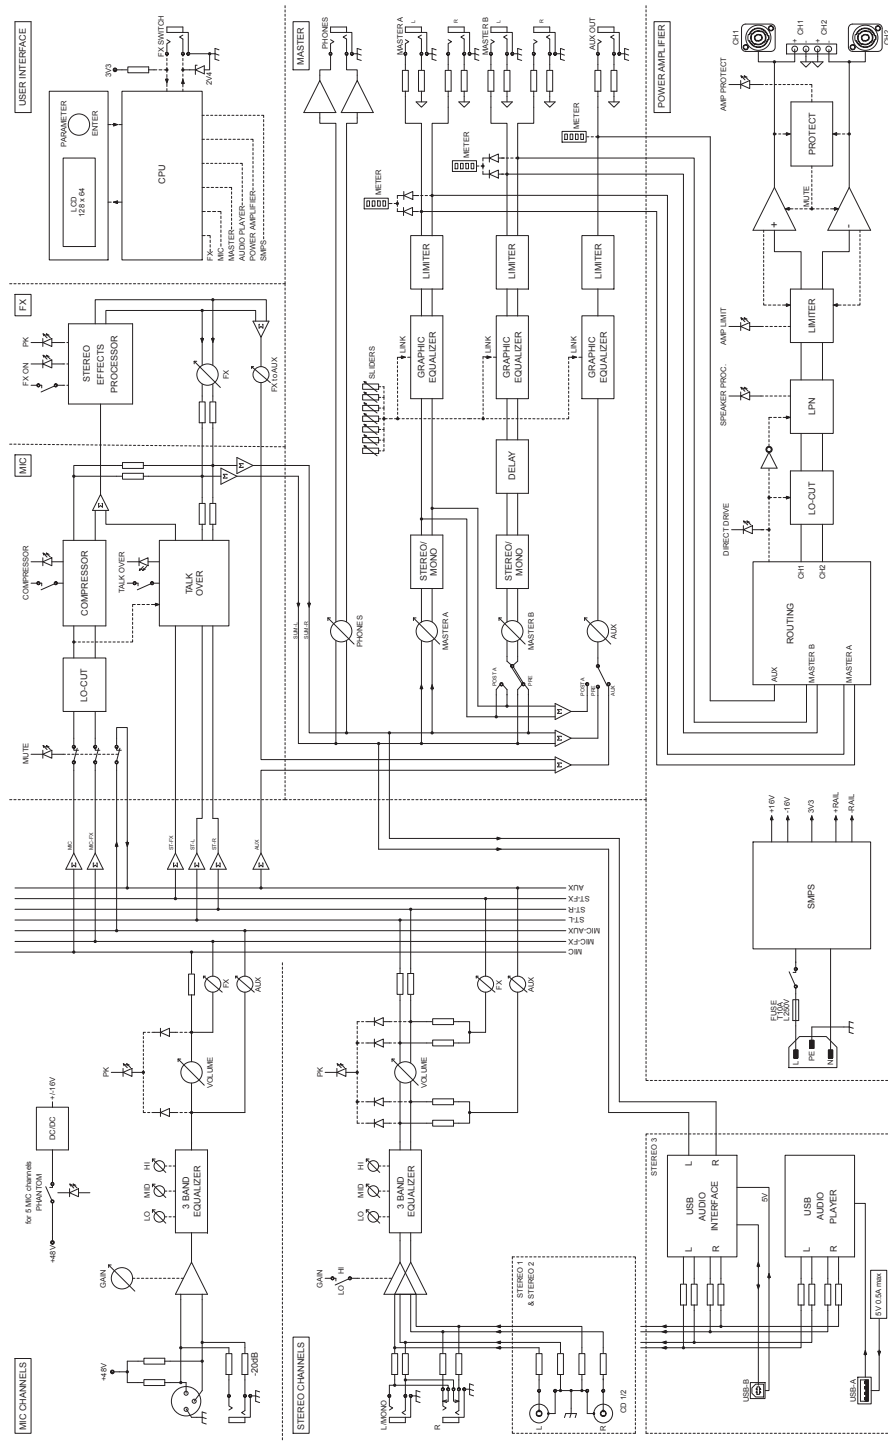 MIC CHANNELS
+48V
-20dB
GAIN
for 5 MIC channels
PHANTOM
+48V
DC/DC
+/-16V
LO
MID
HI
3 BAND
EQUALIZER
PK
VOLUME
FX
AUX
STEREO CHANNELS
L/MONO
R
GAIN
LO
HI
LO
MID
HI
3 BAND
EQUALIZER
PK
VOLUME
FX
AUX
STEREO 1
& STEREO 2
L
R
CD 1/2
STEREO 3
USB-B
USB
AUDIO
INTERFACE
L
R
L
R
5V
USB-A
USB
AUDIO
PLAYER
L
R
5V 0.5A max
MIC
MIC-FX
MIC-AUX
ST-L
ST-R
ST-FX
AUX
MIC
MIC-FX
ST-FX
ST-L
ST-R
AUX
Σ
Σ
Σ
Σ
Σ
Σ
MIC
MUTE
LO-CUT
COMPRESSOR
COMPRESSOR
TALK OVER
TALK
OVER
Σ
Σ
Σ
SUM-L
SUM-R
FX
FX ON
PK
STEREO
EFFECTS
PROCESSOR
FX
FX to AUX
Σ
USER INTERFACE
LCD
128 x 64
PARAMETER
ENTER
CPU
3V3
FX SWITCH
2V4
FX
MIC
MASTER
AUDIO PLAYER
POWER AMPLIFIER
SMPS
MASTER
PHONES
PHONES
MASTER A
L
R
MASTER B
L
R
AUX OUT
METER
METER
METER
LIMITER
LIMITER
LIMITER
SLIDERS
LINK
LINK
LINK
GRAPHIC
EQUALIZER
GRAPHIC
EQUALIZER
GRAPHIC
EQUALIZER
DELAY
STEREO/
MONO
STEREO/
MONO
MASTER A
MASTER B
AUX
POST A
PRE
POST A
PRE
AUX
Σ
Σ
Σ
POWER AMPLIFIER
CH1
CH1
CH2
CH2
+
-
+
-
AMP PROTECT
PROTECT
MUTE
+
-
AMP LIMIT
LIMITER
SPEAKER PROC.
LPN
DIRECT DRIVE
LO-CUT
CH1
CH2
ROUTING
AUX
MASTER B
MASTER A
+16V
-16V
3V3
+RAIL
-RAIL
SMPS
FUSE
T10A
L250V
L
PE
N